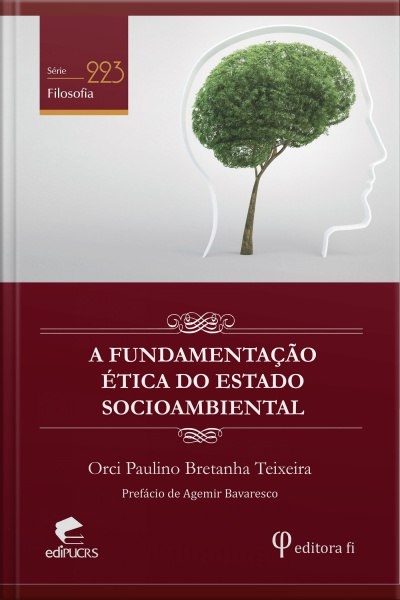 Série 223
Filosofia
A FUNDAMENTAÇÃO
ÉTICA DO ESTADO
SOCIOAMBIENTAL
Orci Paulino Bretanha Teixeira
Prefácio de Agemir Bavaresco
ediPUCRS
φ editora fi